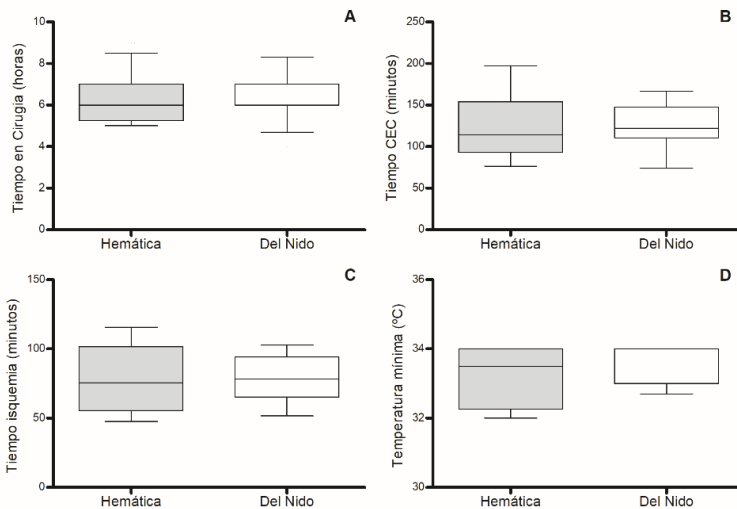 A
Tiempo en Cirugia (horas)
10
8
6
4
2
0
Hemática
Del Nido
B
Tiempo CEC (minutos)
250
200
150
100
50
0
Hemática
Del Nido
C
Tiempo isquemia (minutos)
150
100
50
0
Hemática
Del Nido
D
Temperatura mínima (ºC)
36
34
32
30
Hemática
Del Nido